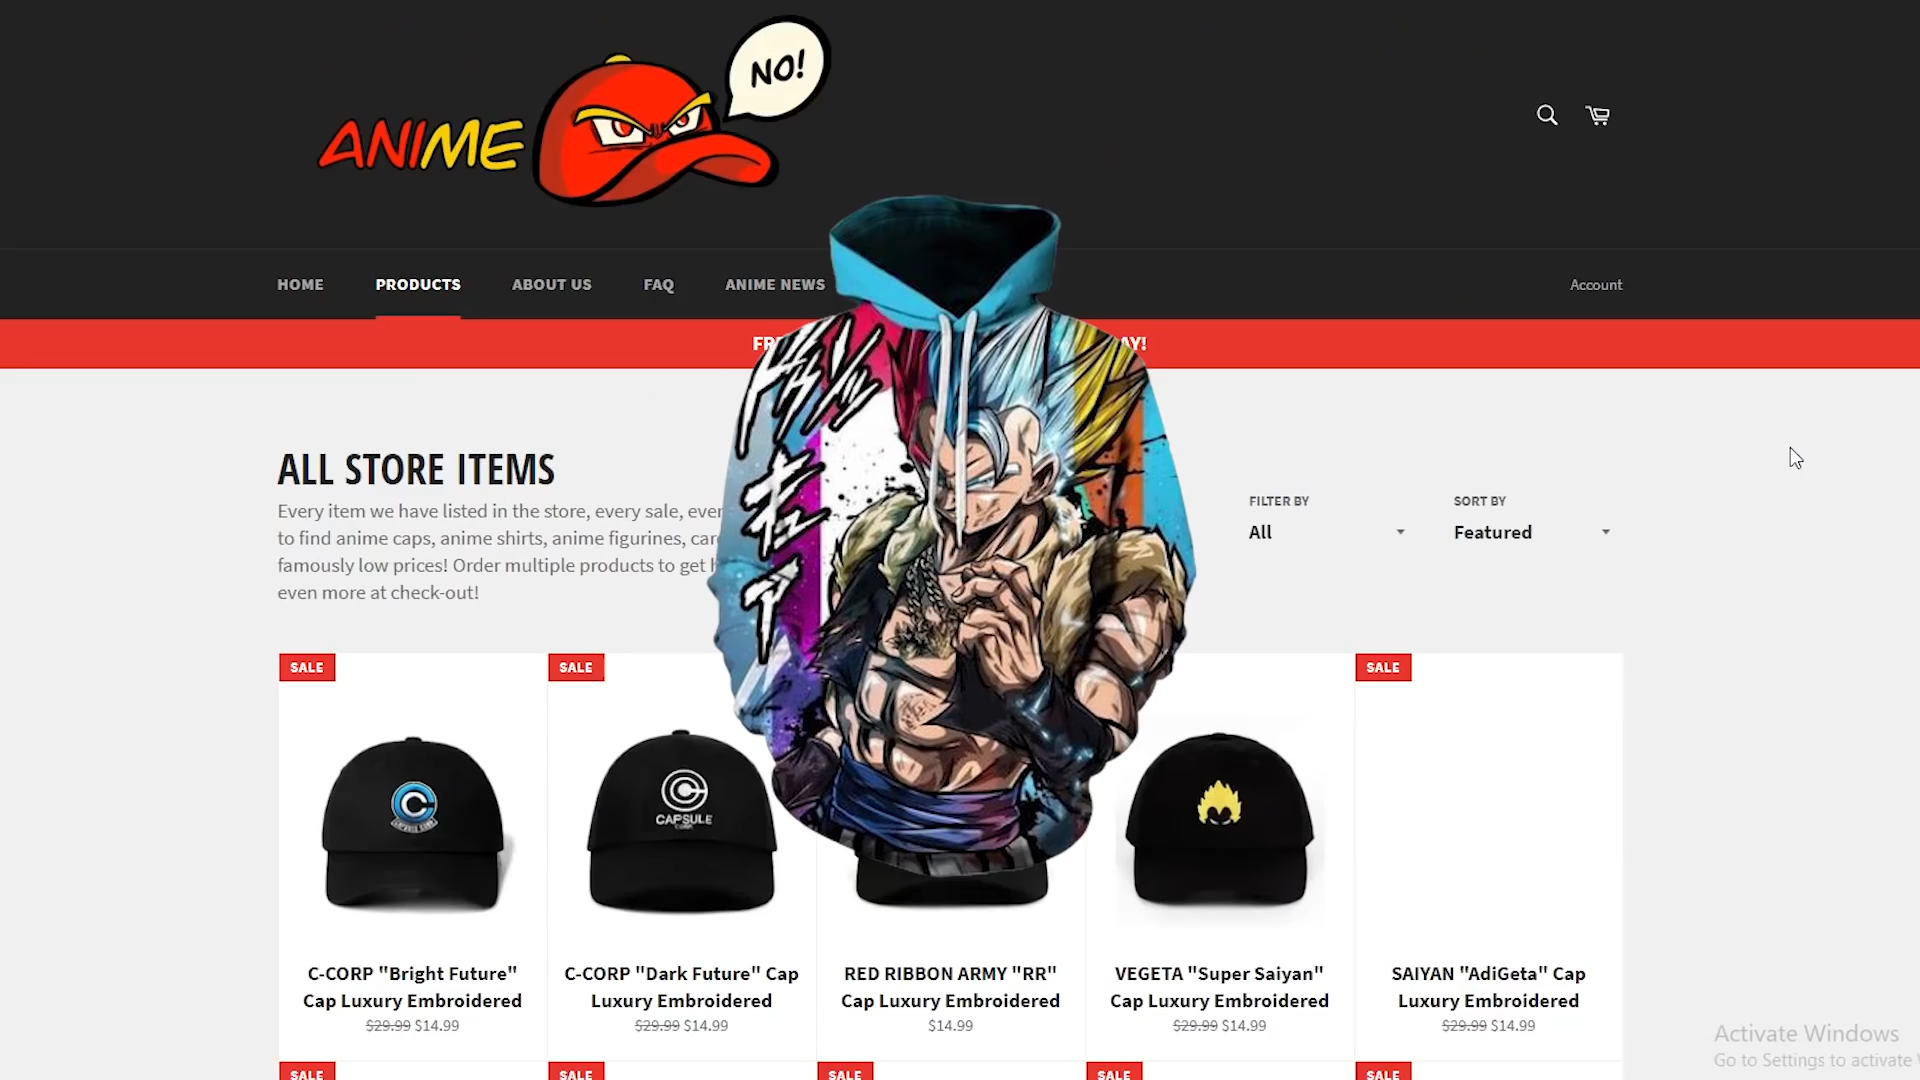 NO!
ANIME
HOME PRODUCTS ABOUT US FAQ ANIME NEWS Account
ALL STORE ITEMS
Every item we have listed in the store, every sale,
to find anime caps, anime shirts, anime figurines,
famously low prices! Order multiple products to get
even more at check-out!
FILTER BY
All
SORT BY
Featured
SALE SALE SALE
CAPSULE
CORP.
C-CORP "Bright Future"
Cap Luxury Embroidered
$29.99 $14.99
C-CORP "Dark Future" Cap
Luxury Embroidered
$29.99 $14.99
RED RIBBON ARMY "RR"
Cap Luxury Embroidered
$14.99
VEGETA "Super Saiyan"
Cap Luxury Embroidered
$29.99 $14.99
SAIYAN "AdiGeta" Cap
Luxury Embroidered
$29.99 $14.99
SALE SALE SALE SALE SALE
Activate Windows
Go to Settings to activate